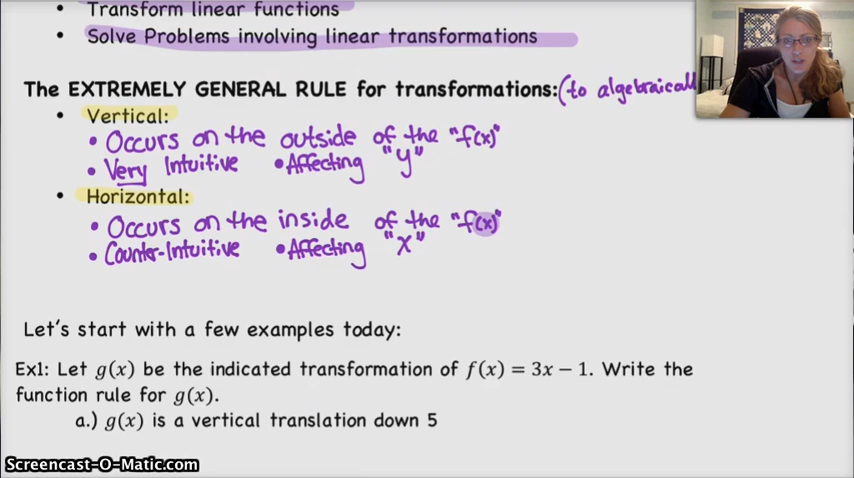 • Transform linear functions
• Solve Problems involving linear transformations
The EXTREMELY GENERAL RULE for transformations: (to algebraicall
• Vertical:
• Occurs on the outside of the "f(x)"
• Very Intuitive • Affecting "y"
• Horizontal:
• Occurs on the inside of the "f(x)"
• Counter-Intuitive • Affecting "x"
Let's start with a few examples today:
Ex1: Let g(x) be the indicated transformation of f(x) = 3x − 1. Write the
function rule for g(x).
a.) g(x) is a vertical translation down 5
Screencast-O-Matic.com